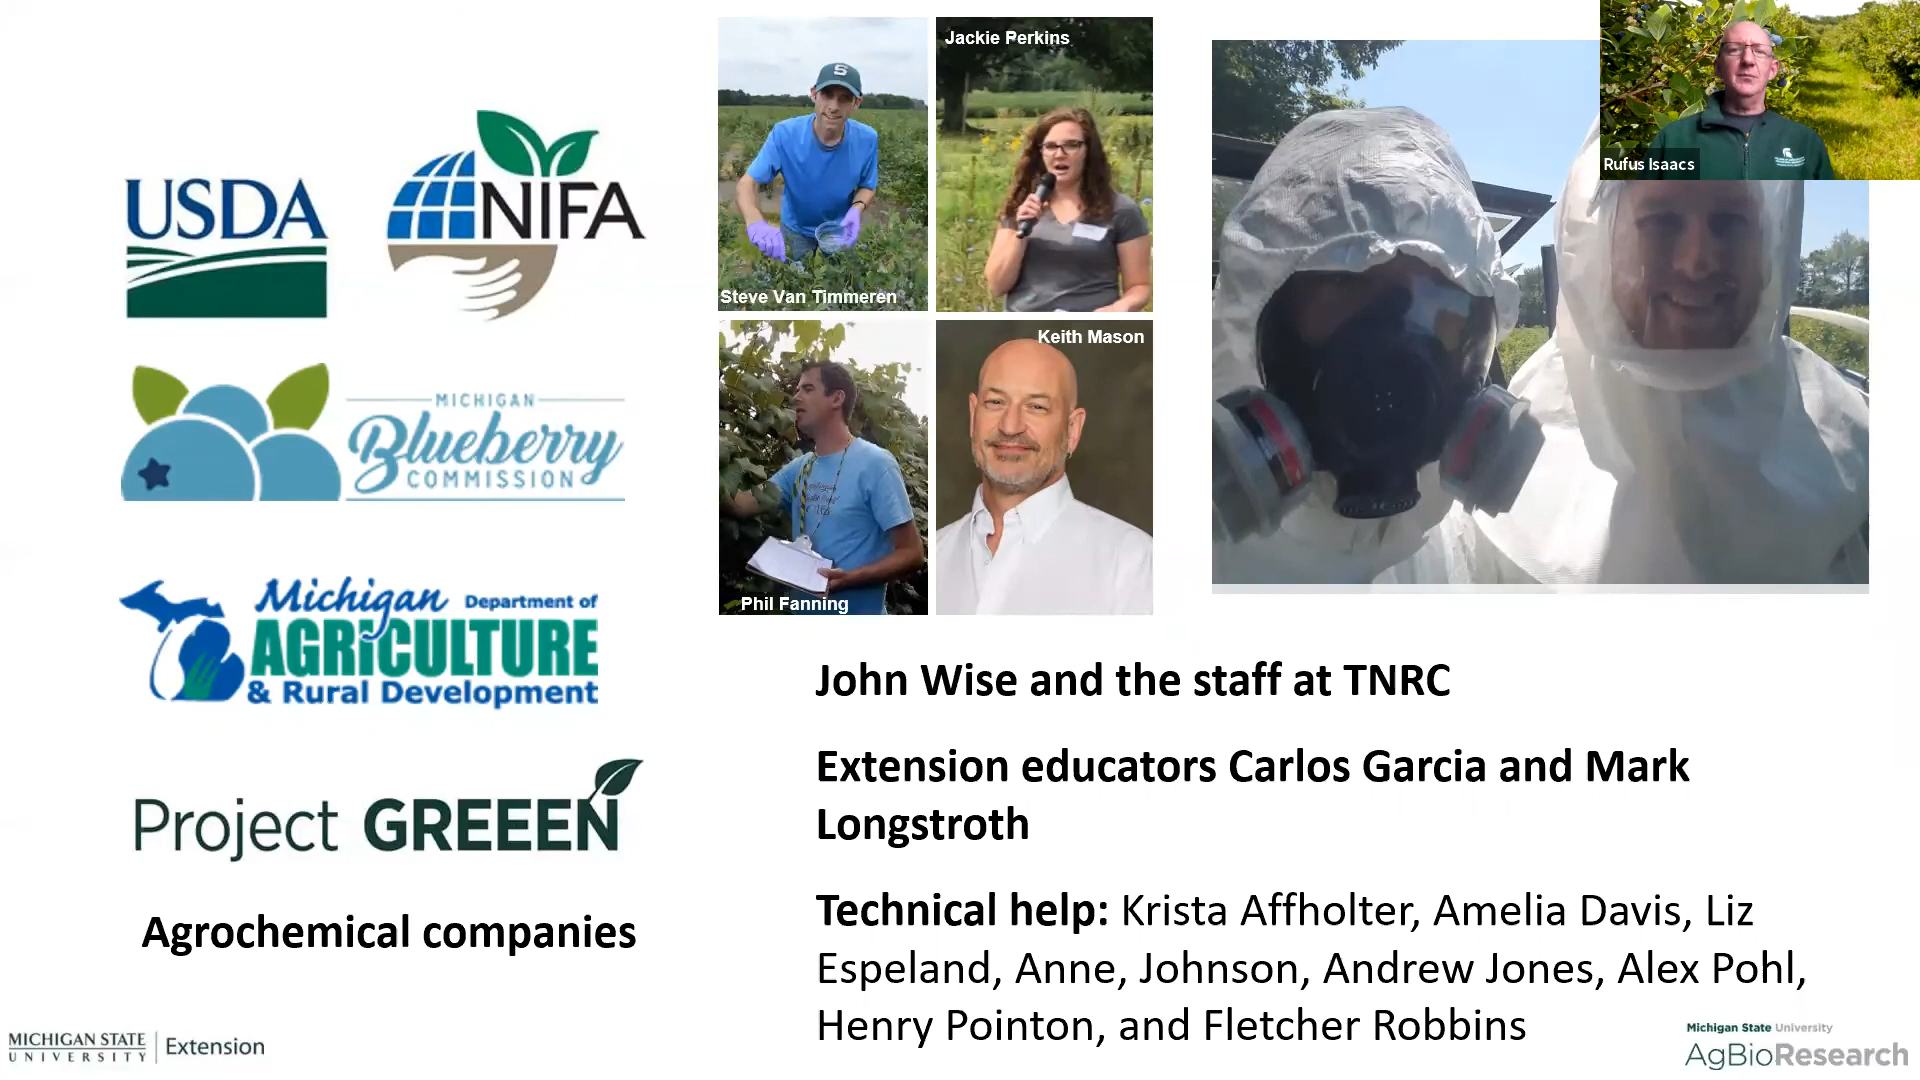 USDA
NIFA
MICHIGAN
Blueberry
COMMISSION
Michigan Department of
AGRICULTURE
& Rural Development
Project GREEEN
Agrochemical companies
MICHIGAN STATE
UNIVERSITY
Extension
S
Steve Van Timmeren
Jackie Perkins
Phil Fanning
Keith Mason
Rufus Isaacs
John Wise and the staff at TNRC
Extension educators Carlos Garcia and Mark
Longstroth
Technical help: Krista Affholter, Amelia Davis, Liz
Espeland, Anne, Johnson, Andrew Jones, Alex Pohl,
Henry Pointon, and Fletcher Robbins
Michigan State University
AgBioResearch